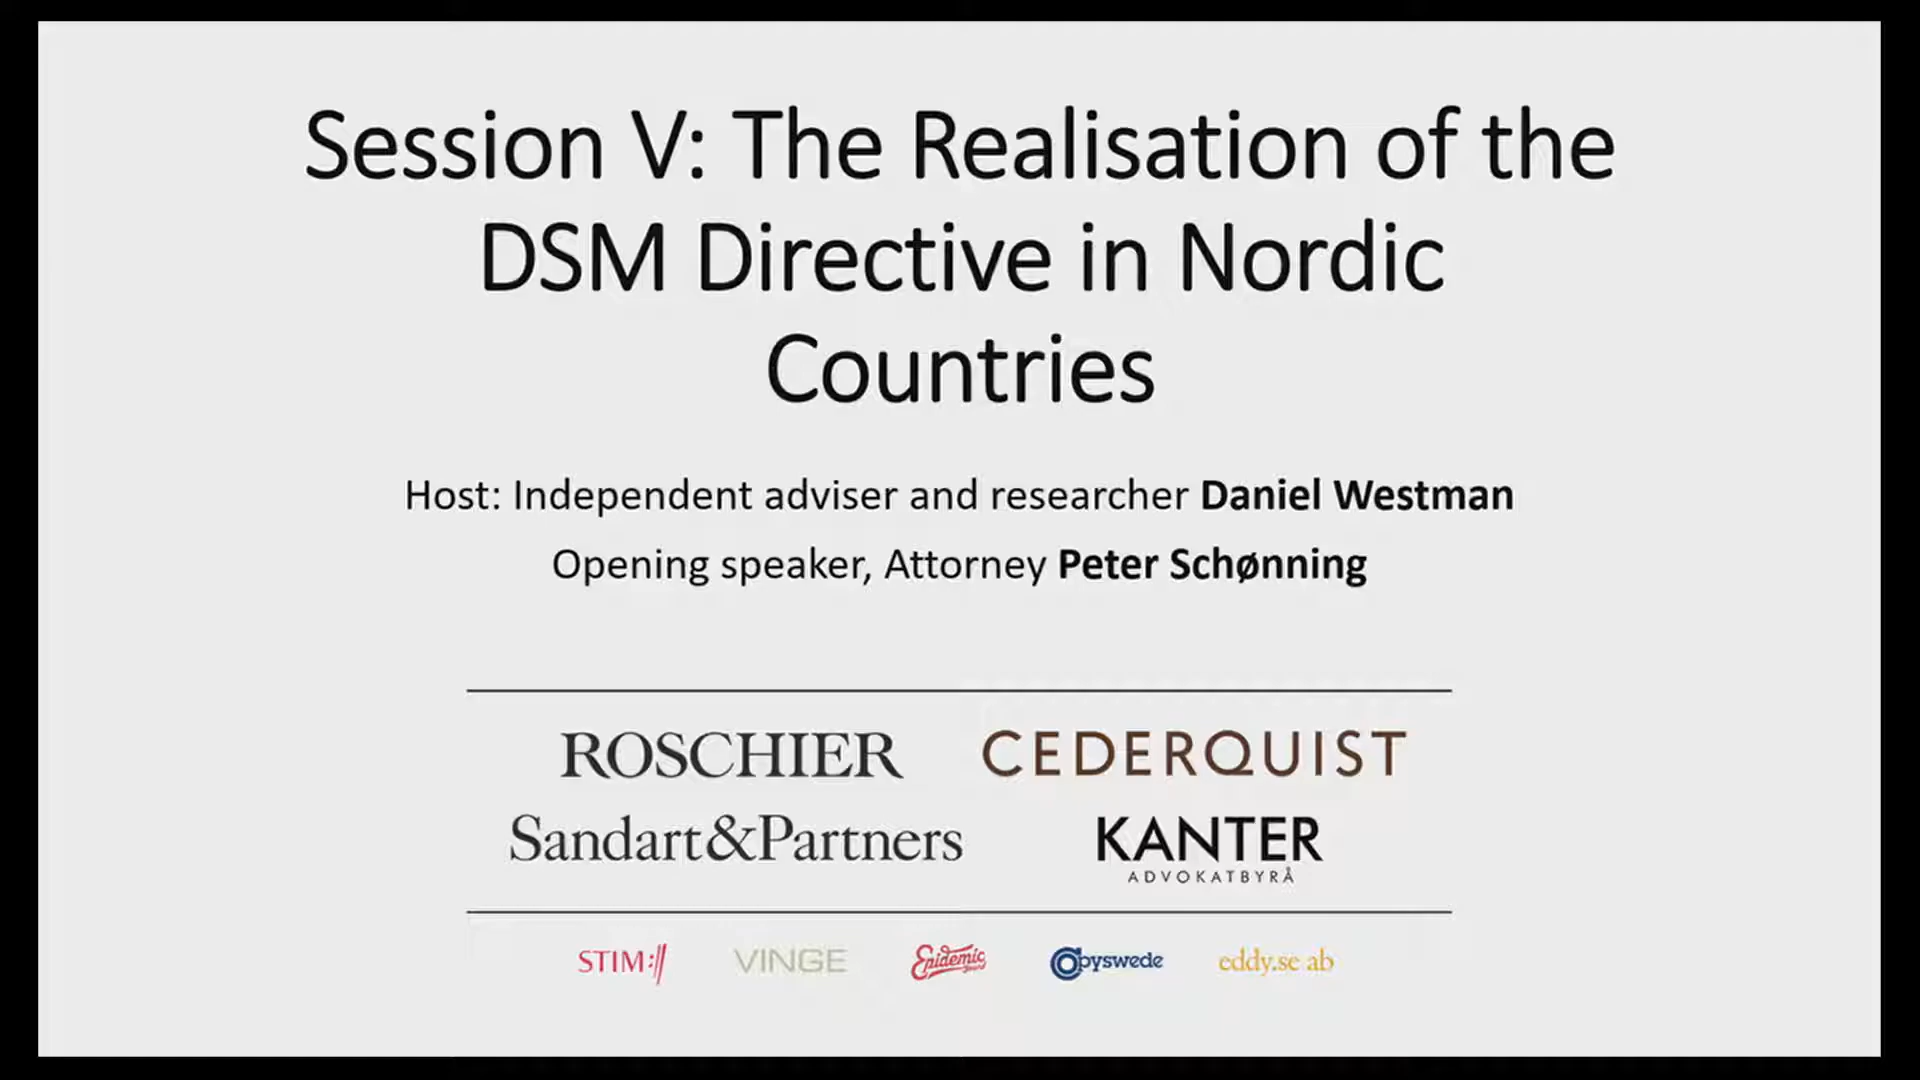 Session V: The Realisation of the
DSM Directive in Nordic
Countries
Host: Independent adviser and researcher Daniel Westman
Opening speaker, Attorney Peter Schønning
ROSCHIER
CEDERQUIST
Sandart&Partners
KANTER
ADVOKATBYRÅ
STIM
VINGE
Epidemic Sound
Copyswede
eddy.se ab